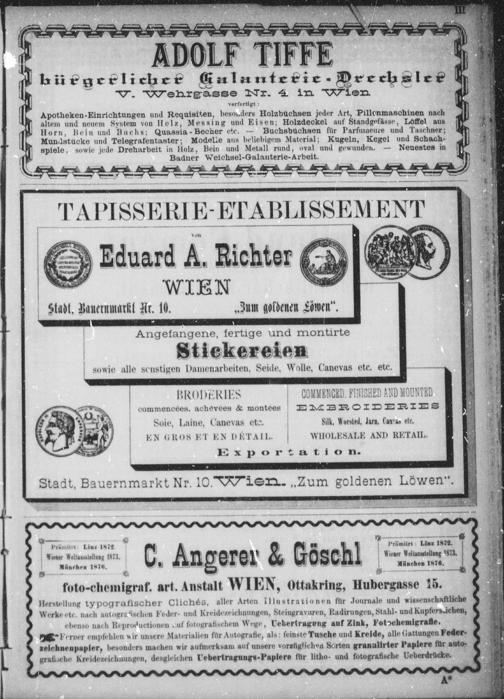 III
ADOLF TIFFE
bürgerlicher Galanterie-Drechsler
V. Wehrgasse Nr. 4 in Wien
verfertigt:
Apotheken-Einrichtungen und Requisiten, besonders Holzbüchsen jeder Art, Pillenmaschinen nach
altem und neuem System von Holz, Messing und Eisen; Holzdeckel auf Standgefässe, Löffel aus
Horn, Bein und Buchs; Quassia-Becher etc. — Buchsbüchsen für Parfumeure und Taschner;
Mundstücke und Telegrafentaster; Modelle aus beliebigem Material; Kugeln, Kegel und Schach-
spiele, sowie jede Dreharbeit in Holz, Bein und Metall rund, oval und gewunden. — Neuestes in
Badner Weichsel-Galanterie-Arbeit.
TAPISSERIE-ETABLISSEMENT
von
Eduard A. Richter
WIEN
Stadt, Bauernmarkt Nr. 10. „Zum goldenen Löwen".
Angefangene, fertige und montirte
Stickereien
sowie alle sonstigen Damenarbeiten, Seide, Wolle, Canevas etc. etc.
BRODERIES
commencées, achevées & montées
Soie, Laine, Canevas etc.
EN GROS ET EN DÉTAIL.
COMMENCED, FINISHED AND MOUNTED
EMBROIDERIES
Silk, Worsted, Jarn, Canvas etc.
WHOLESALE AND RETAIL.
Exportation.
Stadt, Bauernmarkt Nr. 10. Wien. „Zum goldenen Löwen".
Prämiirt: Linz 1872.
Wiener Weltausstellung 1873.
München 1876.
C. Angerer & Göschl
Prämiirt: Linz 1872.
Wiener Weltausstellung 1873.
München 1876.
foto-chemigraf. art. Anstalt WIEN, Ottakring, Hubergasse 15.
Herstellung typografischer Clichés, aller Arten Illustrationen für Journale und wissenschaftliche
Werke etc. nach autografischen Feder- und Kreidezeichnungen, Steingravuren, Radirungen, Stahl- und Kupferstichen,
ebenso nach Reproductionen auf fotografischem Wege, Uebertragung auf Zink, Fotochemigrafie.
Ferner empfehlen wir unsere Materialien für Autografie, als: feinste Tusche und Kreide, alle Gattungen Feder-
zeichnenpapier, besonders machen wir aufmerksam auf unsere vorzüglichen Sorten granulirter Papiere für auto-
grafische Kreidezeichnungen, desgleichen Uebertragungs-Papiere für litho- und fotografische Ueberdrücke.
A*